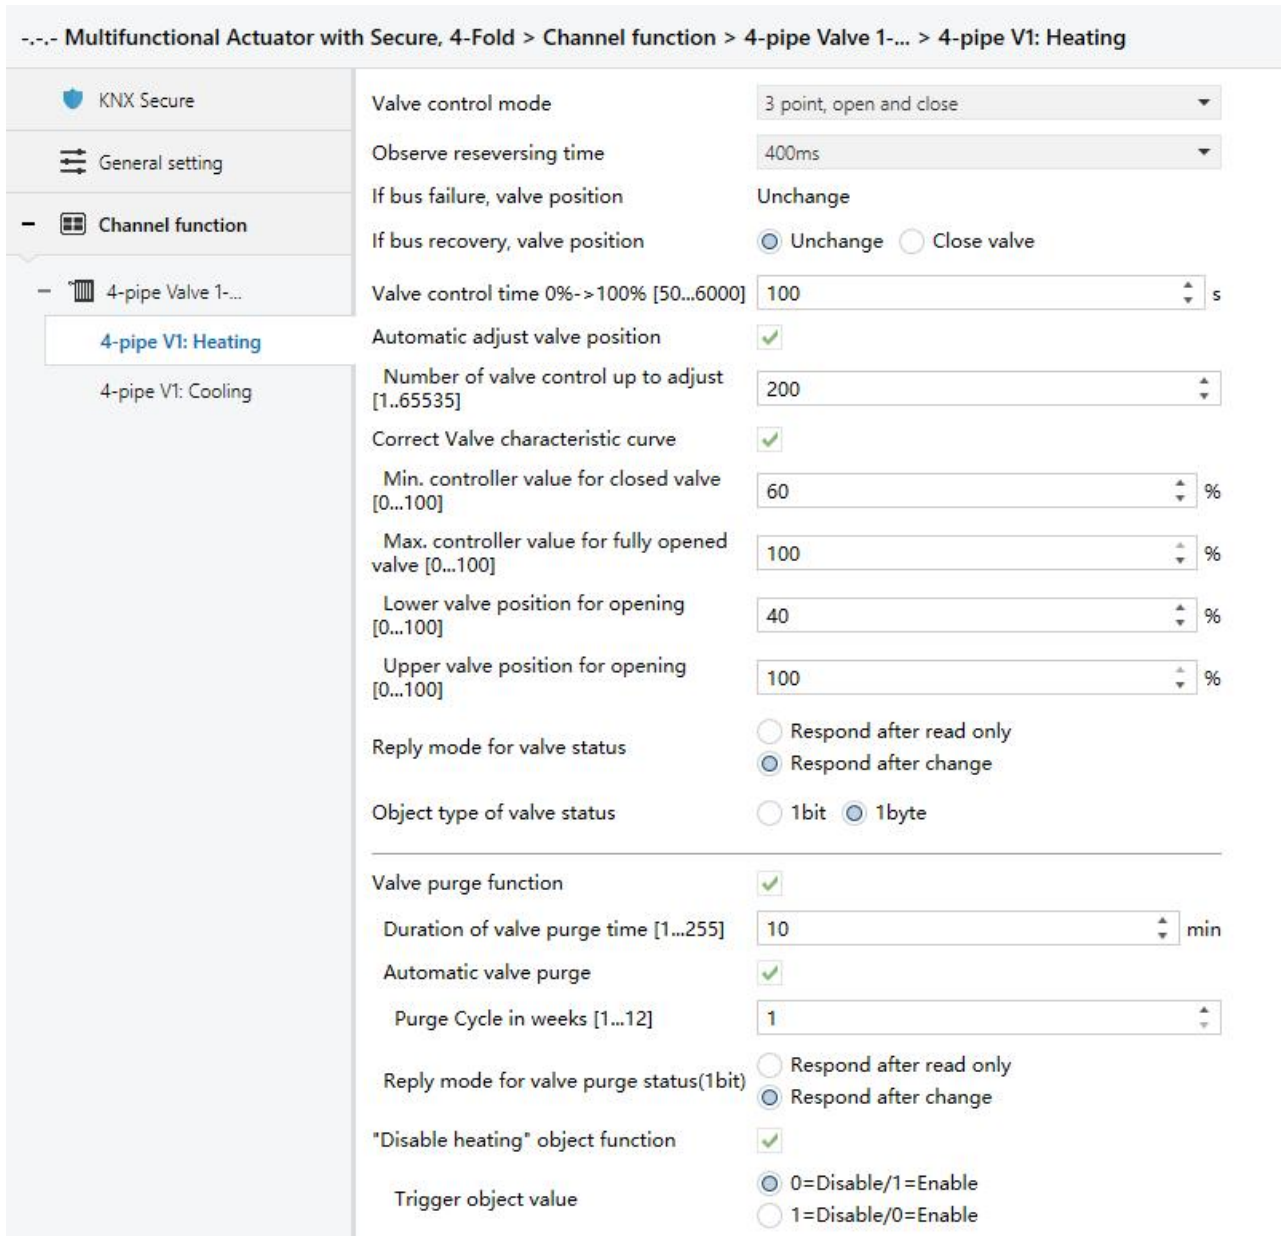 -.-.- Multifunctional Actuator with Secure, 4-Fold > Channel function > 4-pipe Valve 1-... > 4-pipe V1: Heating
KNX Secure
General setting
Channel function
4-pipe Valve 1-...
4-pipe V1: Heating
4-pipe V1: Cooling
Valve control mode
3 point, open and close
Observe reseversing time
400ms
If bus failure, valve position
Unchange
If bus recovery, valve position
Unchange
Close valve
Valve control time 0%->100% [50...6000]
100
s
Automatic adjust valve position
Number of valve control up to adjust
[1..65535]
200
Correct Valve characteristic curve
Min. controller value for closed valve
[0...100]
60
%
Max. controller value for fully opened
valve [0...100]
100
%
Lower valve position for opening
[0...100]
40
%
Upper valve position for opening
[0...100]
100
%
Reply mode for valve status
Respond after read only
Respond after change
Object type of valve status
1bit
1byte
Valve purge function
Duration of valve purge time [1...255]
10
min
Automatic valve purge
Purge Cycle in weeks [1...12]
1
Reply mode for valve purge status(1bit)
Respond after read only
Respond after change
"Disable heating" object function
Trigger object value
0=Disable/1=Enable
1=Disable/0=Enable